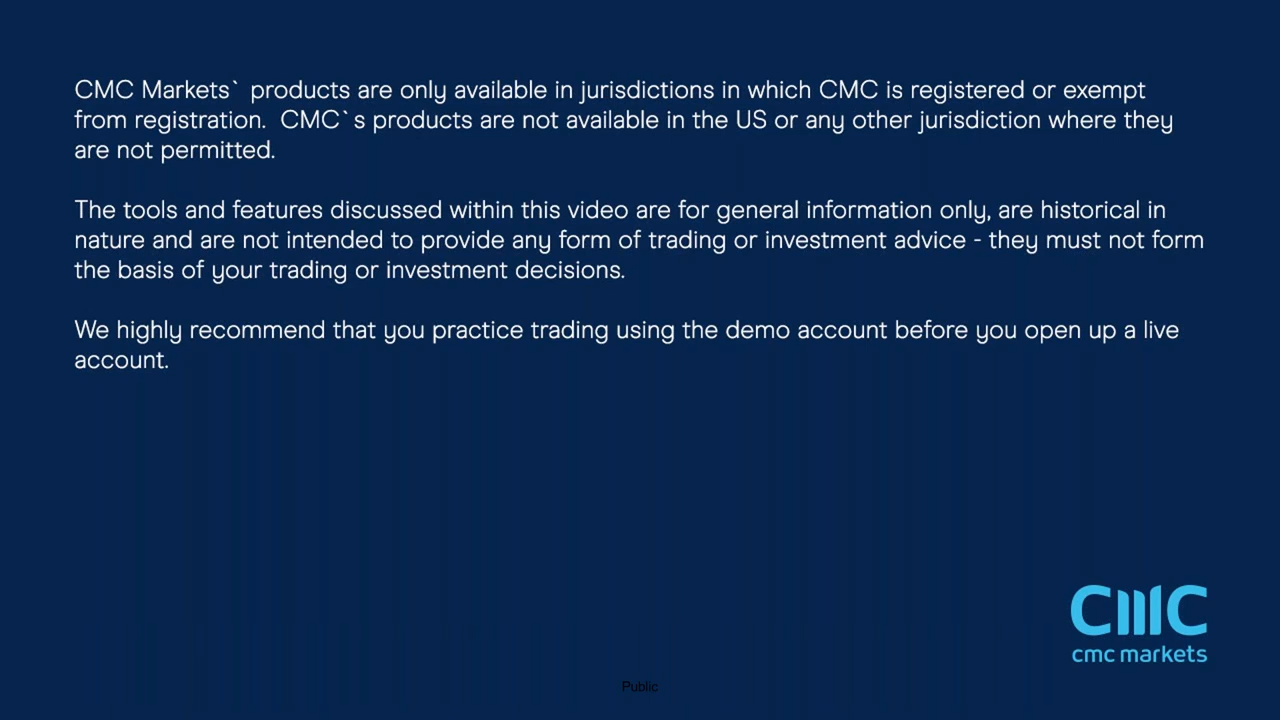 CMC Markets` products are only available in jurisdictions in which CMC is registered or exempt
from registration.  CMC`s products are not available in the US or any other jurisdiction where they
are not permitted.
The tools and features discussed within this video are for general information only, are historical in
nature and are not intended to provide any form of trading or investment advice - they must not form
the basis of your trading or investment decisions.
We highly recommend that you practice trading using the demo account before you open up a live
account.
CMC
cmc markets
Public